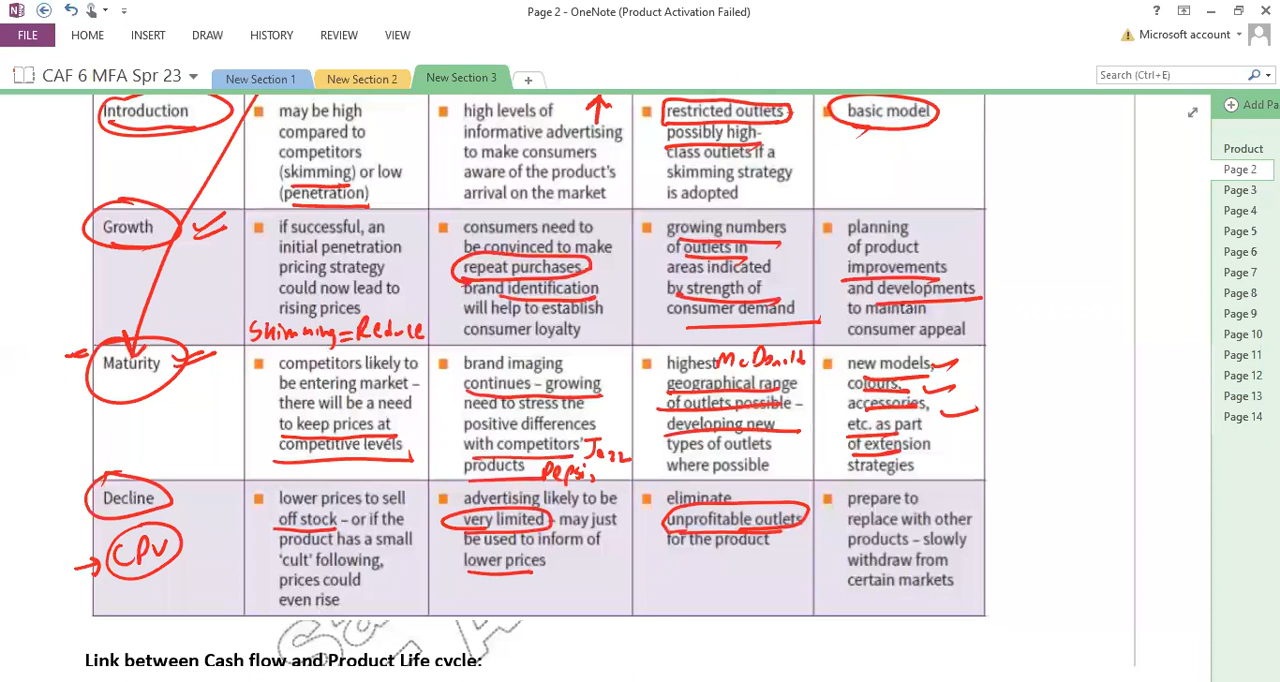 Page 2 - OneNote (Product Activation Failed)
FILE HOME INSERT DRAW HISTORY REVIEW VIEW
Microsoft account
CAF 6 MFA Spr 23 New Section 1 New Section 2 New Section 3
Search (Ctrl+E)
Add Pa
Product
Page 2
Page 3
Page 4
Page 5
Page 6
Page 7
Page 8
Page 9
Page 10
Page 11
Page 12
Page 13
Page 14
Introduction
may be high
compared to
competitors
(skimming) or low
(penetration)
high levels of
informative advertising
to make consumers
aware of the product's
arrival on the market
restricted outlets -
possibly high-
class outlets if a
skimming strategy
is adopted
basic model
Growth
if successful, an
initial penetration
pricing strategy
could now lead to
rising prices
Skimming = Reduce
consumers need to
be convinced to make
repeat purchases
brand identification
will help to establish
consumer loyalty
growing numbers
of outlets in
areas indicated
by strength of
consumer demand
planning
of product
improvements
and developments
to maintain
consumer appeal
Maturity
competitors likely to
be entering market –
there will be a need
to keep prices at
competitive levels
brand imaging
continues – growing
need to stress the
positive differences
with competitors' Jazz
products Pepsi,
highest McDonald
geographical range
of outlets possible –
developing new
types of outlets
where possible
new models,
colours,
accessories,
etc. as part
of extension
strategies
Decline
CPV
lower prices to sell
off stock – or if the
product has a small
'cult' following,
prices could
even rise
advertising likely to be
very limited – may just
be used to inform of
lower prices
eliminate
unprofitable outlets
for the product
prepare to
replace with other
products – slowly
withdraw from
certain markets
Link between Cash flow and Product Life cycle: